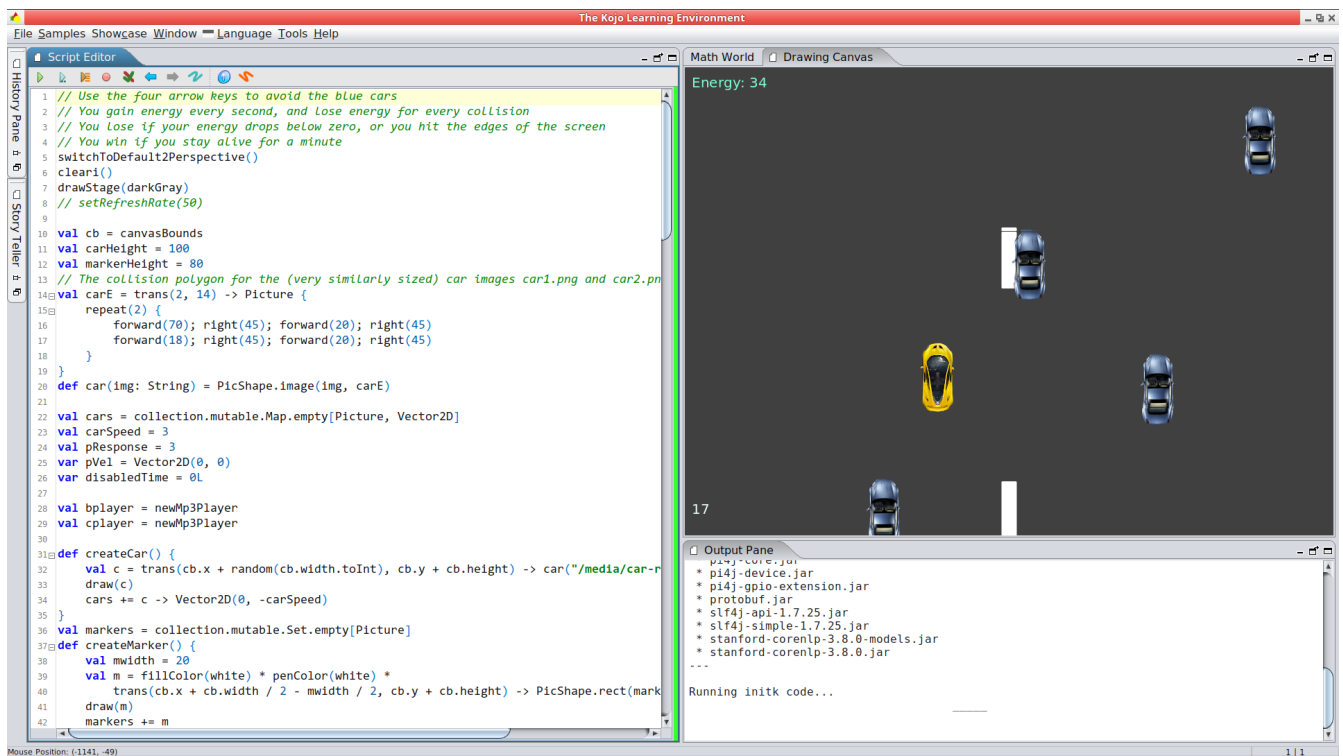 The Kojo Learning Environment
File Samples Showcase Window Language Tools Help
History Pane
Story Teller
Script Editor
1 // Use the four arrow keys to avoid the blue cars
2 // You gain energy every second, and lose energy for every collision
3 // You lose if your energy drops below zero, or you hit the edges of the screen
4 // You win if you stay alive for a minute
5 switchToDefault2Perspective()
6 cleari()
7 drawStage(darkGray)
8 // setRefreshRate(50)
9
10 val cb = canvasBounds
11 val carHeight = 100
12 val markerHeight = 80
13 // The collision polygon for the (very similarly sized) car images car1.png and car2.pn
14 val carE = trans(2, 14) -> Picture {
15 repeat(2) {
16 forward(70); right(45); forward(20); right(45)
17 forward(18); right(45); forward(20); right(45)
18 }
19 }
20 def car(img: String) = PicShape.image(img, carE)
21
22 val cars = collection.mutable.Map.empty[Picture, Vector2D]
23 val carSpeed = 3
24 val pResponse = 3
25 var pVel = Vector2D(0, 0)
26 var disabledTime = 0L
27
28 val bplayer = newMp3Player
29 val cplayer = newMp3Player
30
31 def createCar() {
32 val c = trans(cb.x + random(cb.width.toInt), cb.y + cb.height) -> car("/media/car-r
33 draw(c)
34 cars += c -> Vector2D(0, -carSpeed)
35 }
36 val markers = collection.mutable.Set.empty[Picture]
37 def createMarker() {
38 val mwidth = 20
39 val m = fillColor(white) * penColor(white) *
40 trans(cb.x + cb.width / 2 - mwidth / 2, cb.y + cb.height) -> PicShape.rect(mark
41 draw(m)
42 markers += m
Math World Drawing Canvas
Energy: 34
17
Output Pane
* pi4j-core.jar
* pi4j-device.jar
* pi4j-gpio-extension.jar
* protobuf.jar
* slf4j-api-1.7.25.jar
* slf4j-simple-1.7.25.jar
* stanford-corenlp-3.8.0-models.jar
* stanford-corenlp-3.8.0.jar
---
Running initk code...
Mouse Position: (-1141, -49)
1|1